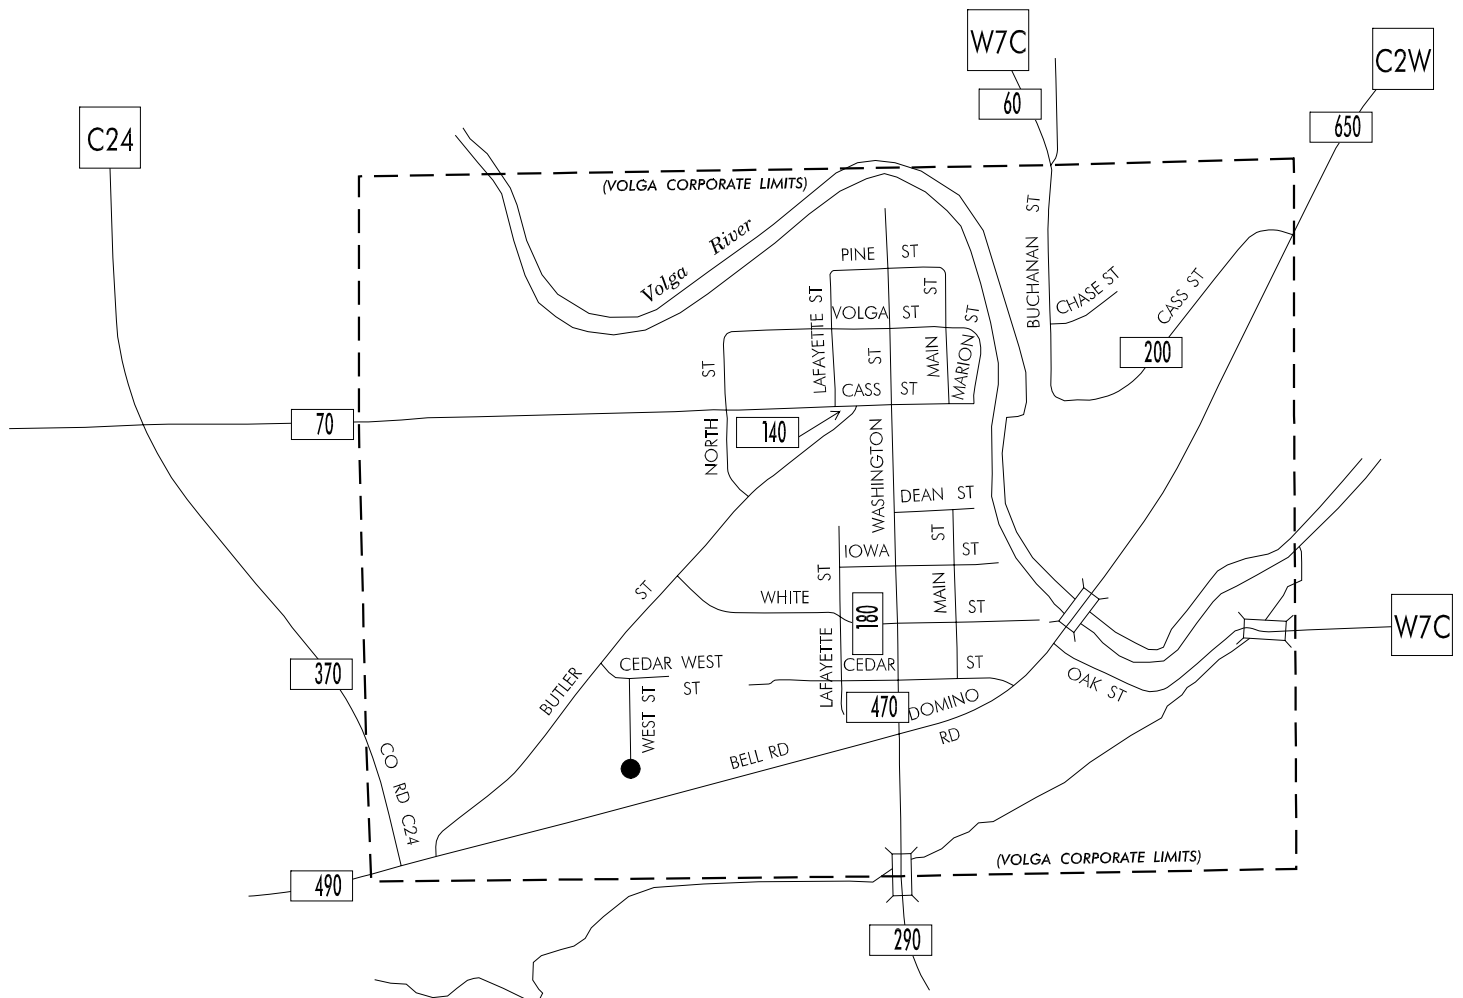 W7C
C2W
60
650
C24
(VOLGA CORPORATE LIMITS)
Volga River
BUCHANAN ST
PINE ST
CHASE ST
CASS ST
LAFAYETTE ST
VOLGA ST
MAIN ST
MARION ST
200
NORTH ST
CASS ST
70
140
WASHINGTON ST
DEAN ST
IOWA ST
MAIN ST
LAFAYETTE ST
WHITE ST
180
W7C
BUTLER ST
CEDAR WEST ST
CEDAR ST
370
OAK ST
WEST ST
470
DOMINO RD
BELL RD
CO RD C24
(VOLGA CORPORATE LIMITS)
490
290